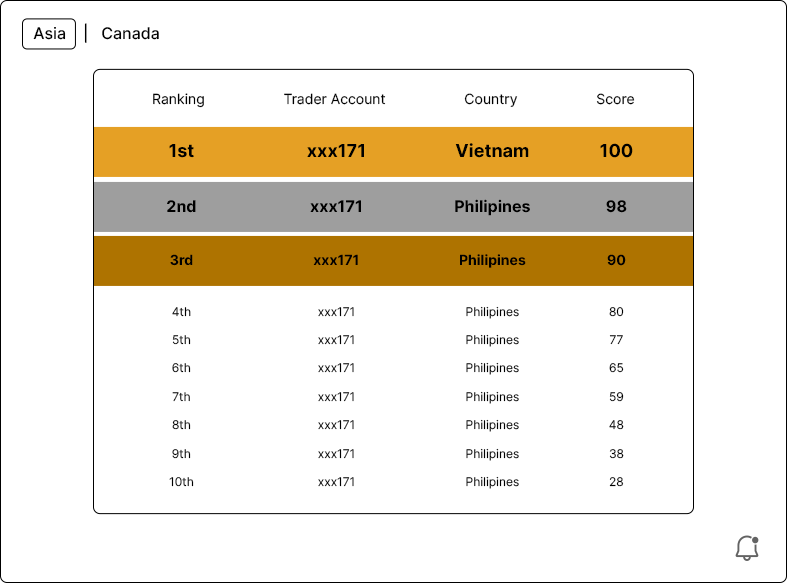 Asia | Canada
Ranking Trader Account Country Score
1st xxx171 Vietnam 100
2nd xxx171 Philipines 98
3rd xxx171 Philipines 90
4th xxx171 Philipines 80
5th xxx171 Philipines 77
6th xxx171 Philipines 65
7th xxx171 Philipines 59
8th xxx171 Philipines 48
9th xxx171 Philipines 38
10th xxx171 Philipines 28